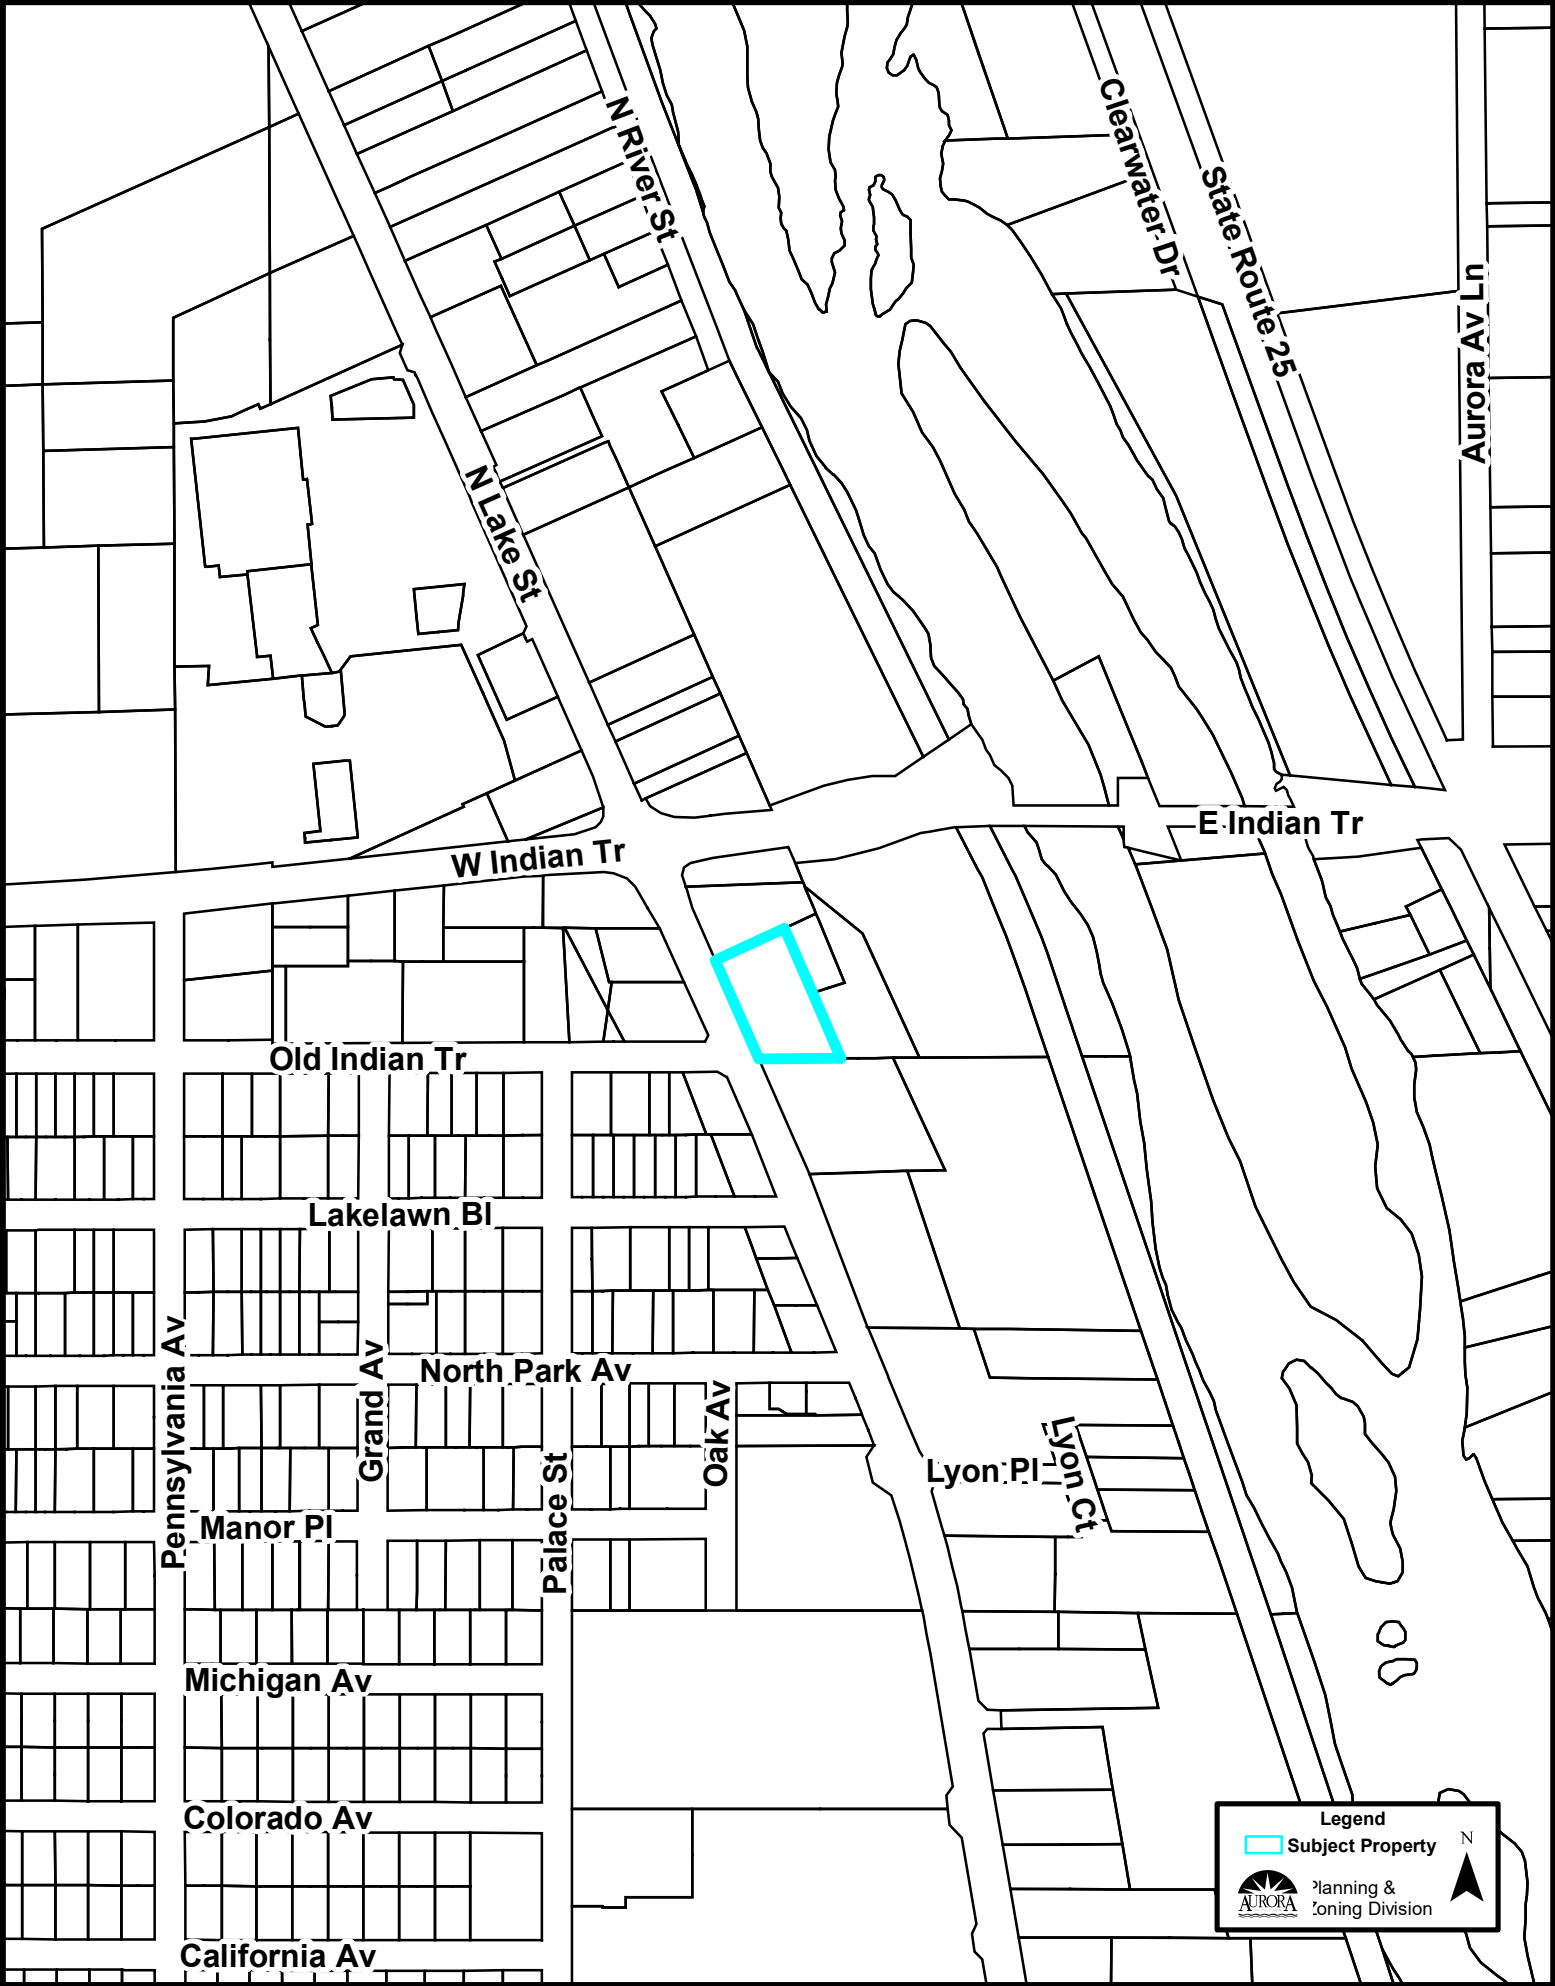 N River St
Clearwater Dr
State Route 25
Aurora Av Ln
N Lake St
E Indian Tr
W Indian Tr
Old Indian Tr
Lakelawn Bl
North Park Av
Pennsylvania Av
Grand Av
Oak Av
Palace St
Lyon Pl
Lyon Ct
Manor Pl
Michigan Av
Colorado Av
California Av
Legend
Subject Property
N
AURORA
Planning &
Zoning Division